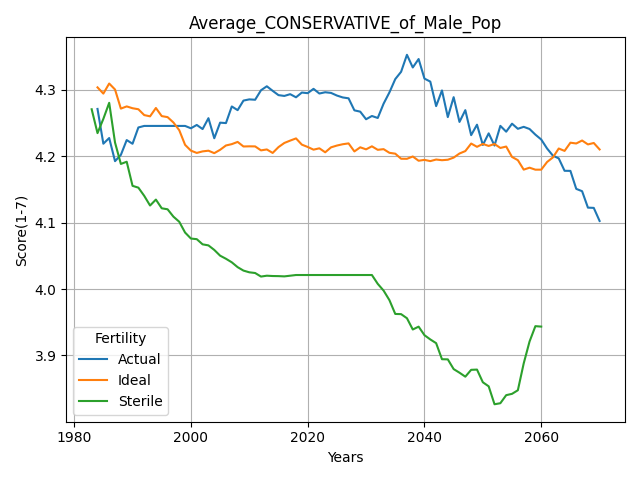 Average_CONSERVATIVE_of_Male_Pop
Score(1-7)
4.3
4.2
4.1
4.0
3.9
Fertility
Actual
Ideal
Sterile
1980
2000
2020
2040
2060
Years